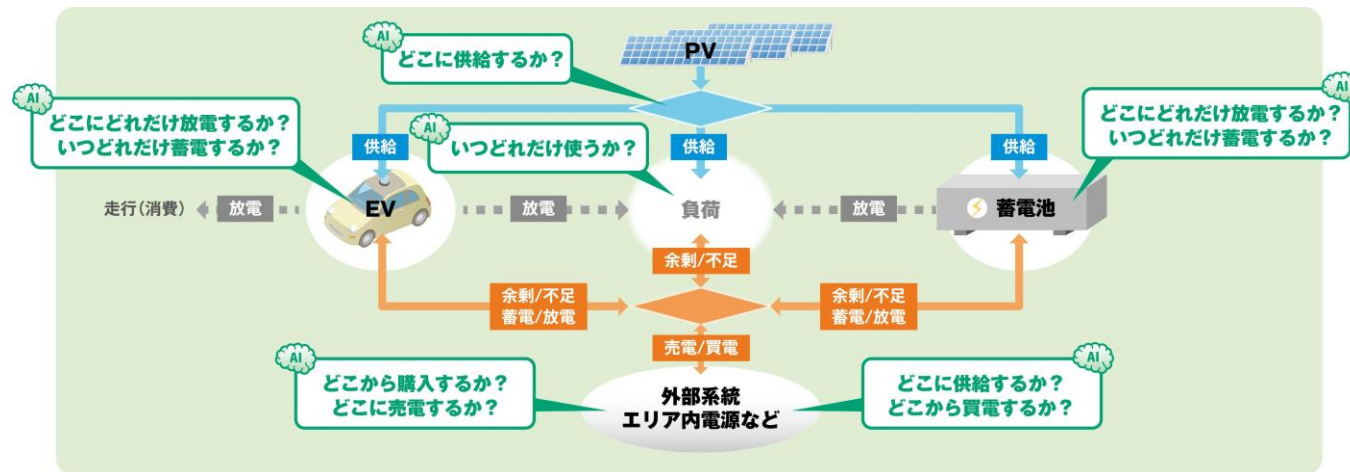 AI
PV
どこに供給するか？
AI
どこにどれだけ放電するか？
いつどれだけ蓄電するか？
AI
いつどれだけ使うか？
AI
どこにどれだけ放電するか？
いつどれだけ蓄電するか？
供給
供給
供給
走行（消費）
放電
EV
放電
負荷
放電
蓄電池
余剰/不足
余剰/不足
蓄電/放電
余剰/不足
蓄電/放電
売電/買電
AI
どこから購入するか？
どこに売電するか？
外部系統
エリア内電源など
AI
どこに供給するか？
どこから買電するか？